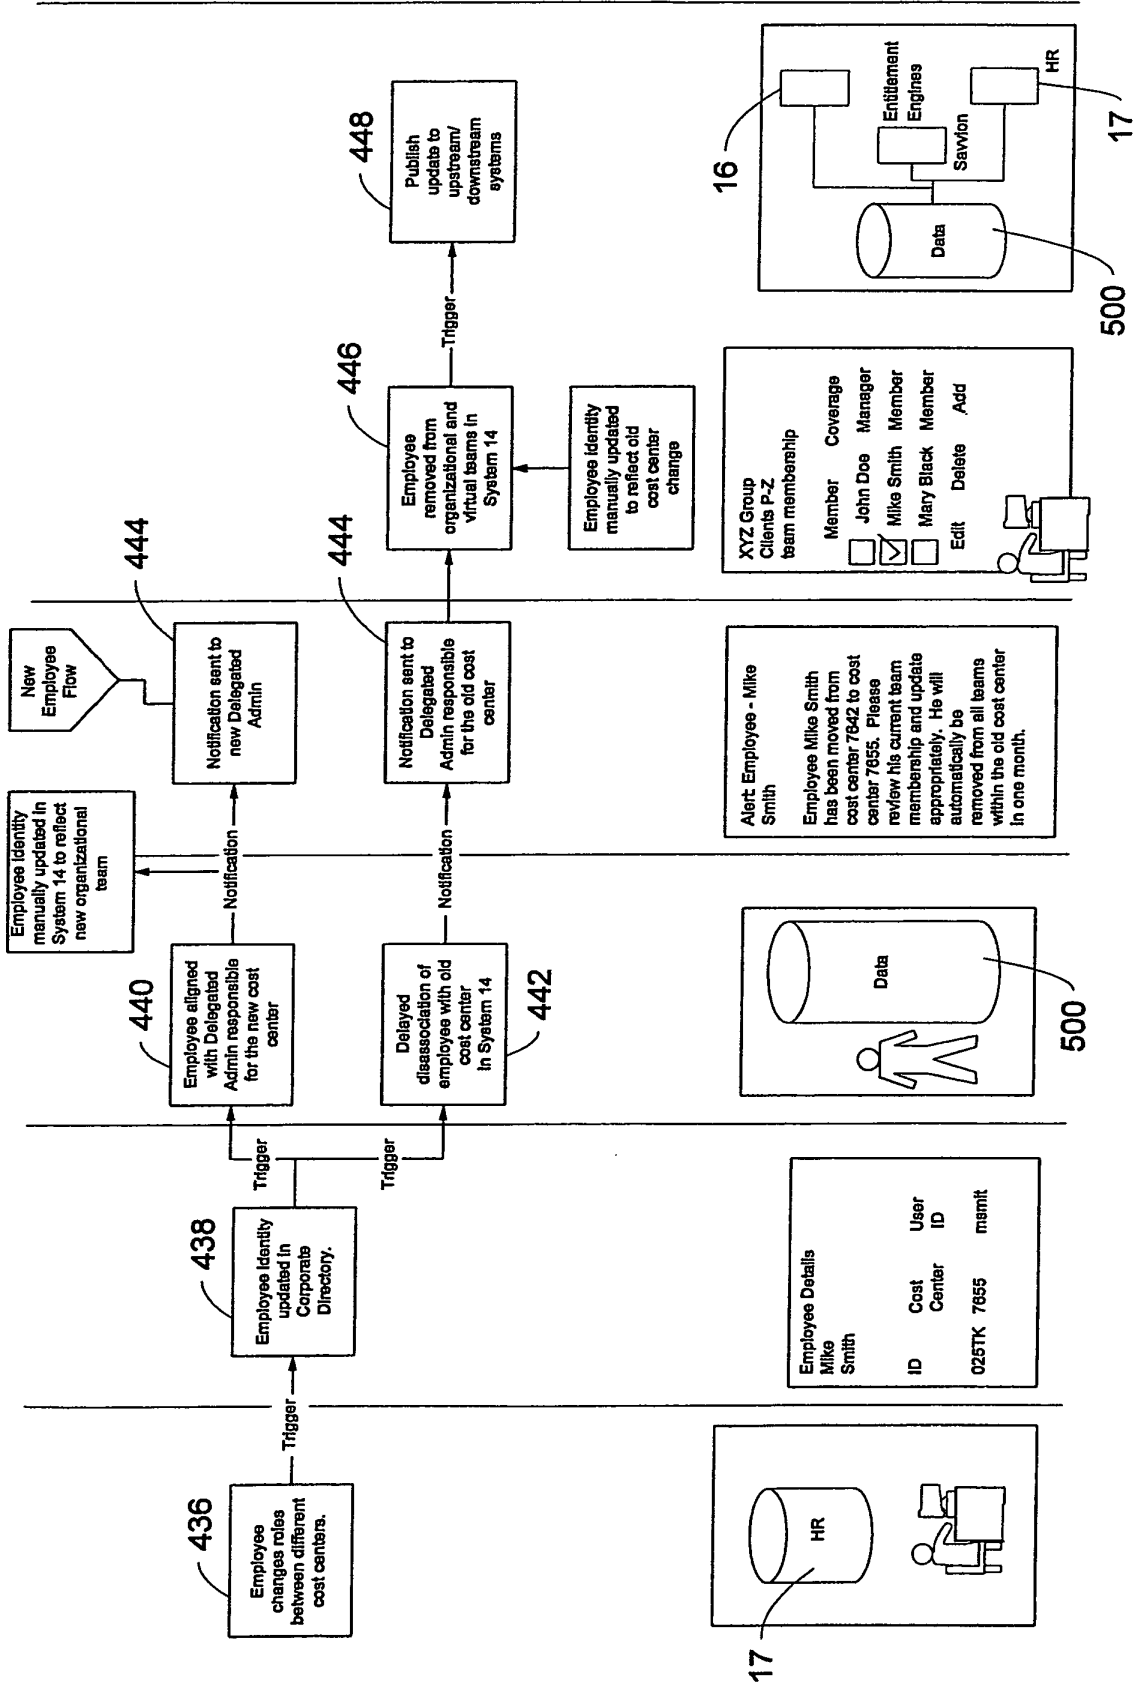 436
Employee
changes roles
between different
cost centers.
Trigger
438
Employee Identity
updated in
Corporate
Directory.
Trigger
Trigger
440
Employee aligned
with Delegated
Admin responsible
for the new cost
center
Delayed
disassociation of
employee with old
cost center
In System 14
442
Employee Identity
manually updated in
System 14 to reflect
new organizational
team
Notification
Notification
New
Employee
Flow
444
Notification sent to
new Delegated
Admin
444
Notification sent to
Delegated
Admin responsible
for the old cost
center
446
Employee
removed from
organizational and
virtual teams in
System 14
Employee identity
manually updated
to reflect old
cost center
change
Trigger
448
Publish
update to
upstream/
downstream
systems
HR
17
Employee Details
Mike
Smith
ID Cost Center User ID
025TK 7655 msmit
Data
500
Alert: Employee - Mike
Smith
Employee Mike Smith
has been moved from
cost center 7642 to cost
center 7655. Please
review his current team
membership and update
appropriately. He will
automatically be
removed from all teams
within the old cost center
in one month.
XYZ Group
Clients P-Z
team membership
Member Coverage
John Doe Manager
Mike Smith Member
Mary Black Member
Edit Delete Add
16
Entitlement
Engines
Savvion
Data
HR
17
500